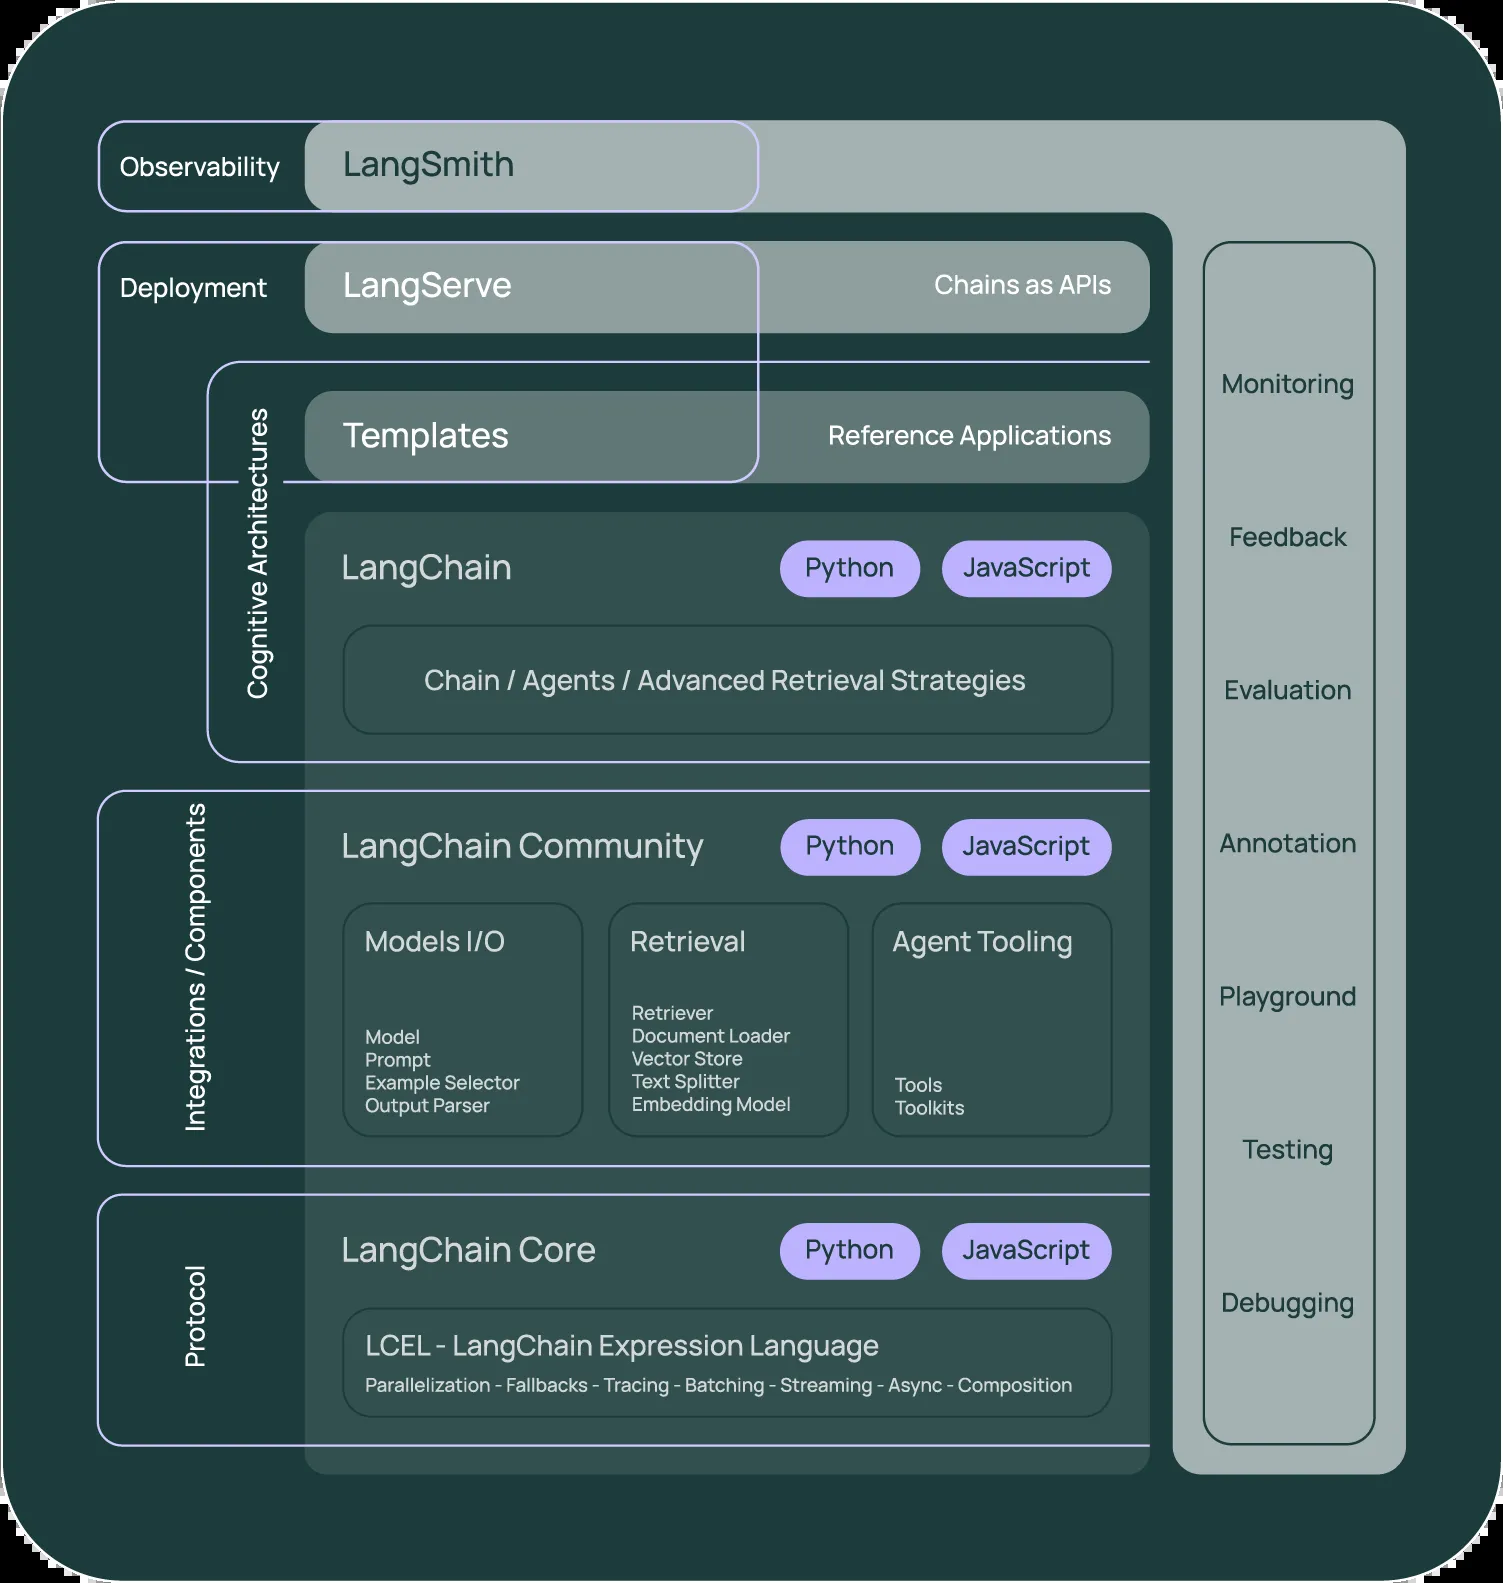 Observability
LangSmith
Deployment
LangServe
Chains as APIs
Cognitive Architectures
Templates
Reference Applications
LangChain
Python
JavaScript
Chain / Agents / Advanced Retrieval Strategies
Integrations / Components
LangChain Community
Python
JavaScript
Models I/O
Model
Prompt
Example Selector
Output Parser
Retrieval
Retriever
Document Loader
Vector Store
Text Splitter
Embedding Model
Agent Tooling
Tools
Toolkits
Protocol
LangChain Core
Python
JavaScript
LCEL - LangChain Expression Language
Parallelization - Fallbacks - Tracing - Batching - Streaming - Async - Composition
Monitoring
Feedback
Evaluation
Annotation
Playground
Testing
Debugging